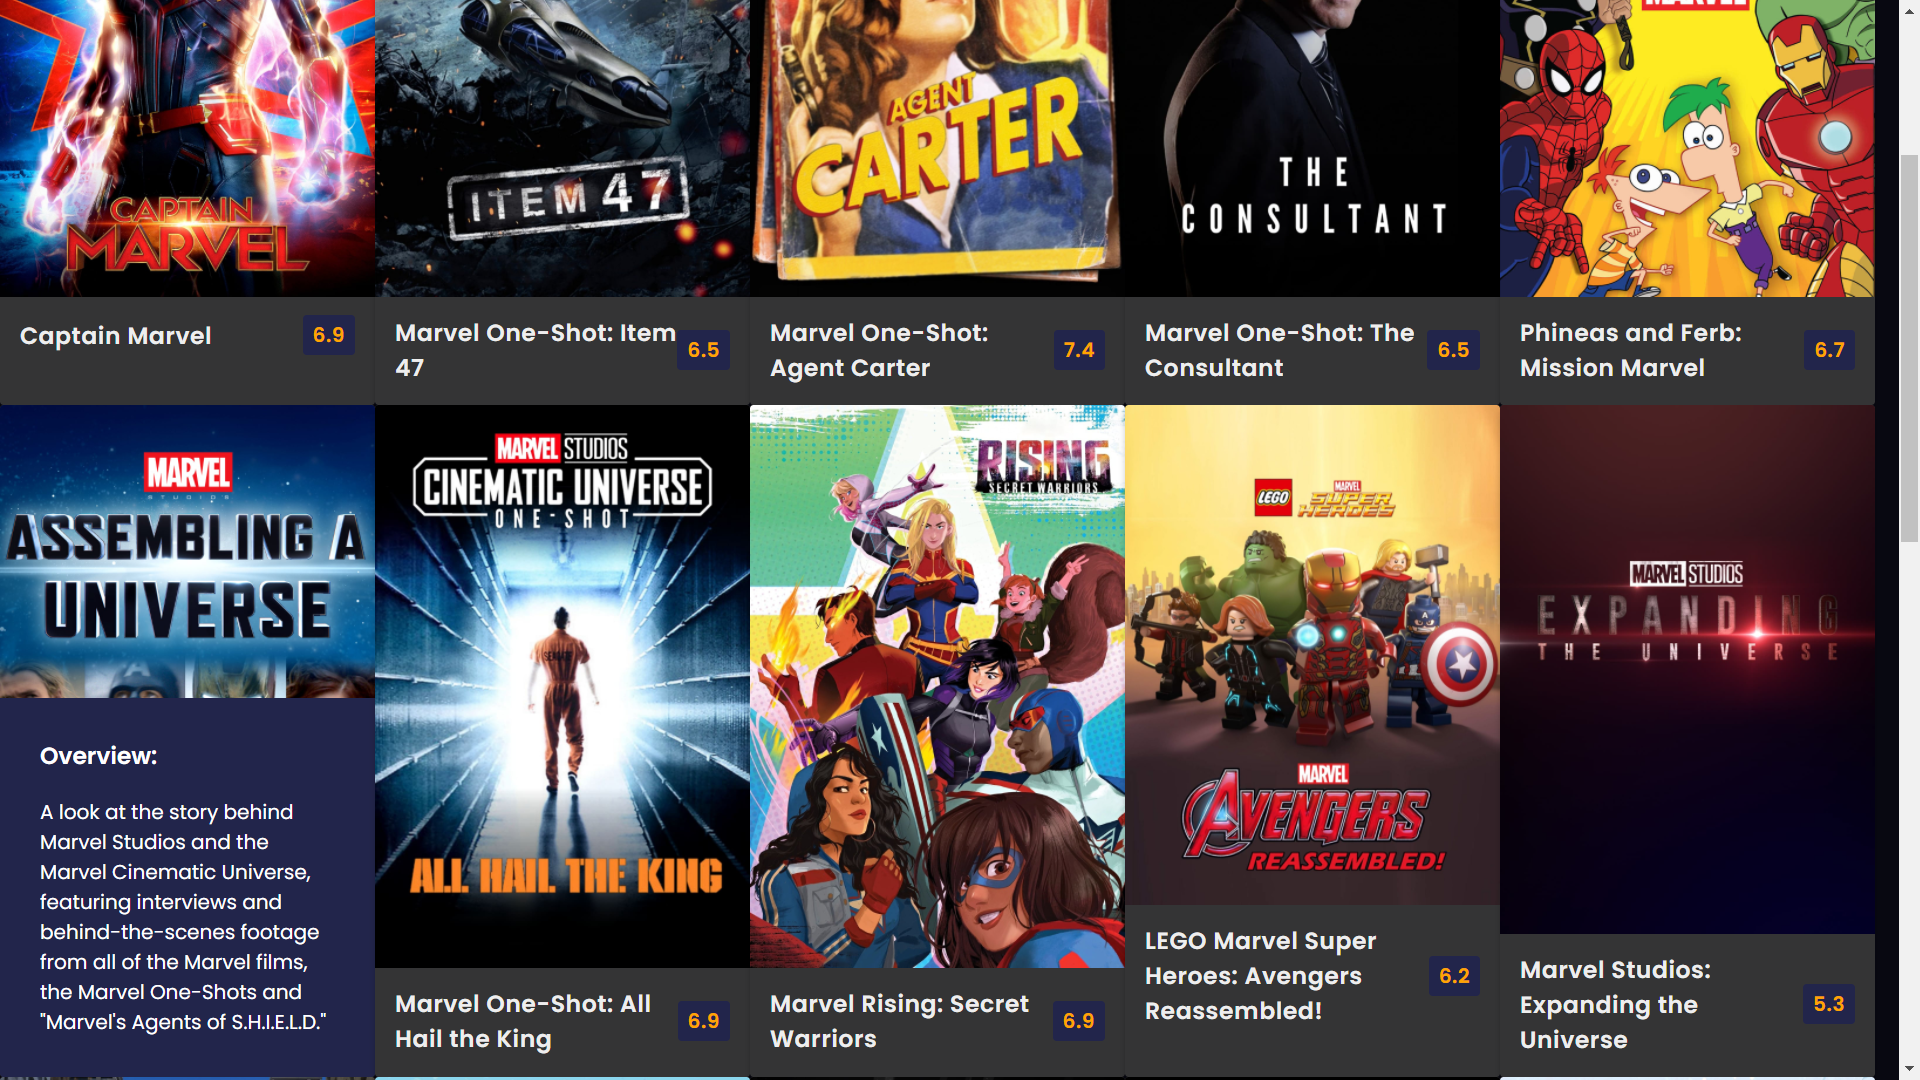 MARVEL
CAPTAIN
MARVEL
ITEM 47
AGENT
CARTER
THE
CONSULTANT
Captain Marvel
6.9
Marvel One-Shot: Item
47
6.5
Marvel One-Shot:
Agent Carter
7.4
Marvel One-Shot: The
Consultant
6.5
Phineas and Ferb:
Mission Marvel
6.7
MARVEL
STUDIOS
ASSEMBLING A
UNIVERSE
Overview:
A look at the story behind
Marvel Studios and the
Marvel Cinematic Universe,
featuring interviews and
behind-the-scenes footage
from all of the Marvel films,
the Marvel One-Shots and
"Marvel's Agents of S.H.I.E.L.D."
MARVEL STUDIOS
CINEMATIC UNIVERSE
ONE-SHOT
ALL HAIL THE KING
Marvel One-Shot: All
Hail the King
6.9
RISING
SECRET WARRIORS
Marvel Rising: Secret
Warriors
6.9
LEGO
MARVEL
SUPER
HEROES
MARVEL
AVENGERS
REASSEMBLED!
LEGO Marvel Super
Heroes: Avengers
Reassembled!
6.2
MARVEL STUDIOS
EXPANDING
THE UNIVERSE
Marvel Studios:
Expanding the
Universe
5.3